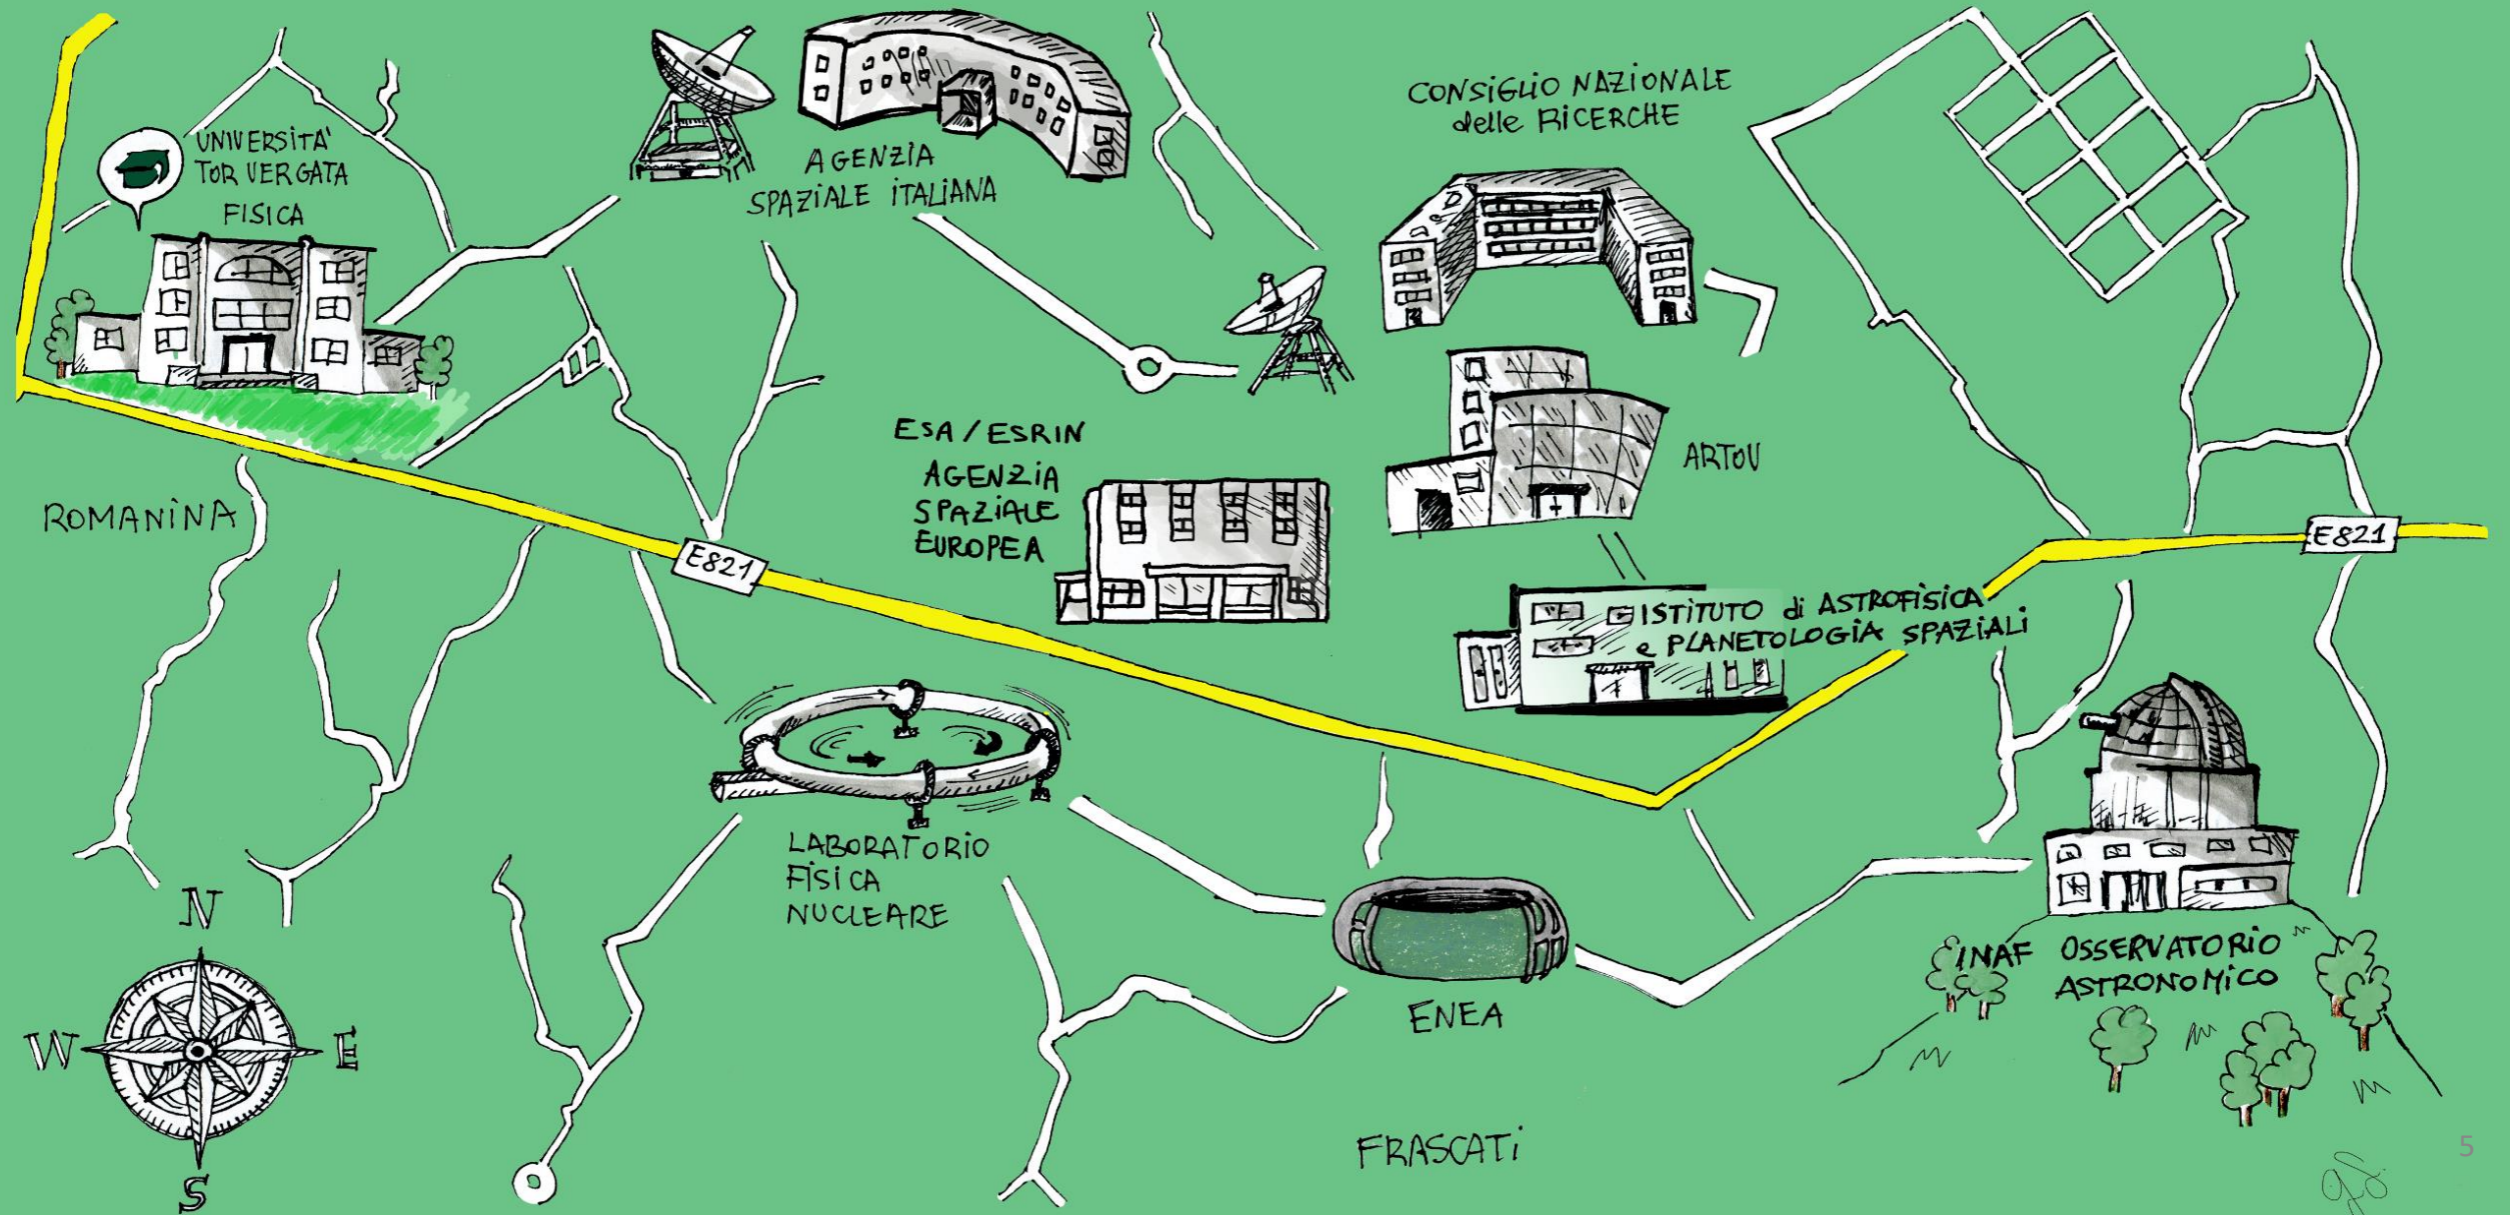 UNIVERSITA'
TOR VERGATA
FISICA
AGENZIA
SPAZIALE ITALIANA
CONSIGLIO NAZIONALE
delle RICERCHE
ESA / ESRIN
AGENZIA
SPAZIALE
EUROPEA
ARTOV
ROMANINA
E821
E821
ISTITUTO di ASTROFISICA
e PLANETOLOGIA SPAZIALI
LABORATORIO
FISICA
NUCLEARE
ENEA
INAF OSSERVATORIO
ASTRONOMICO
N
W E
S
FRASCATI
5